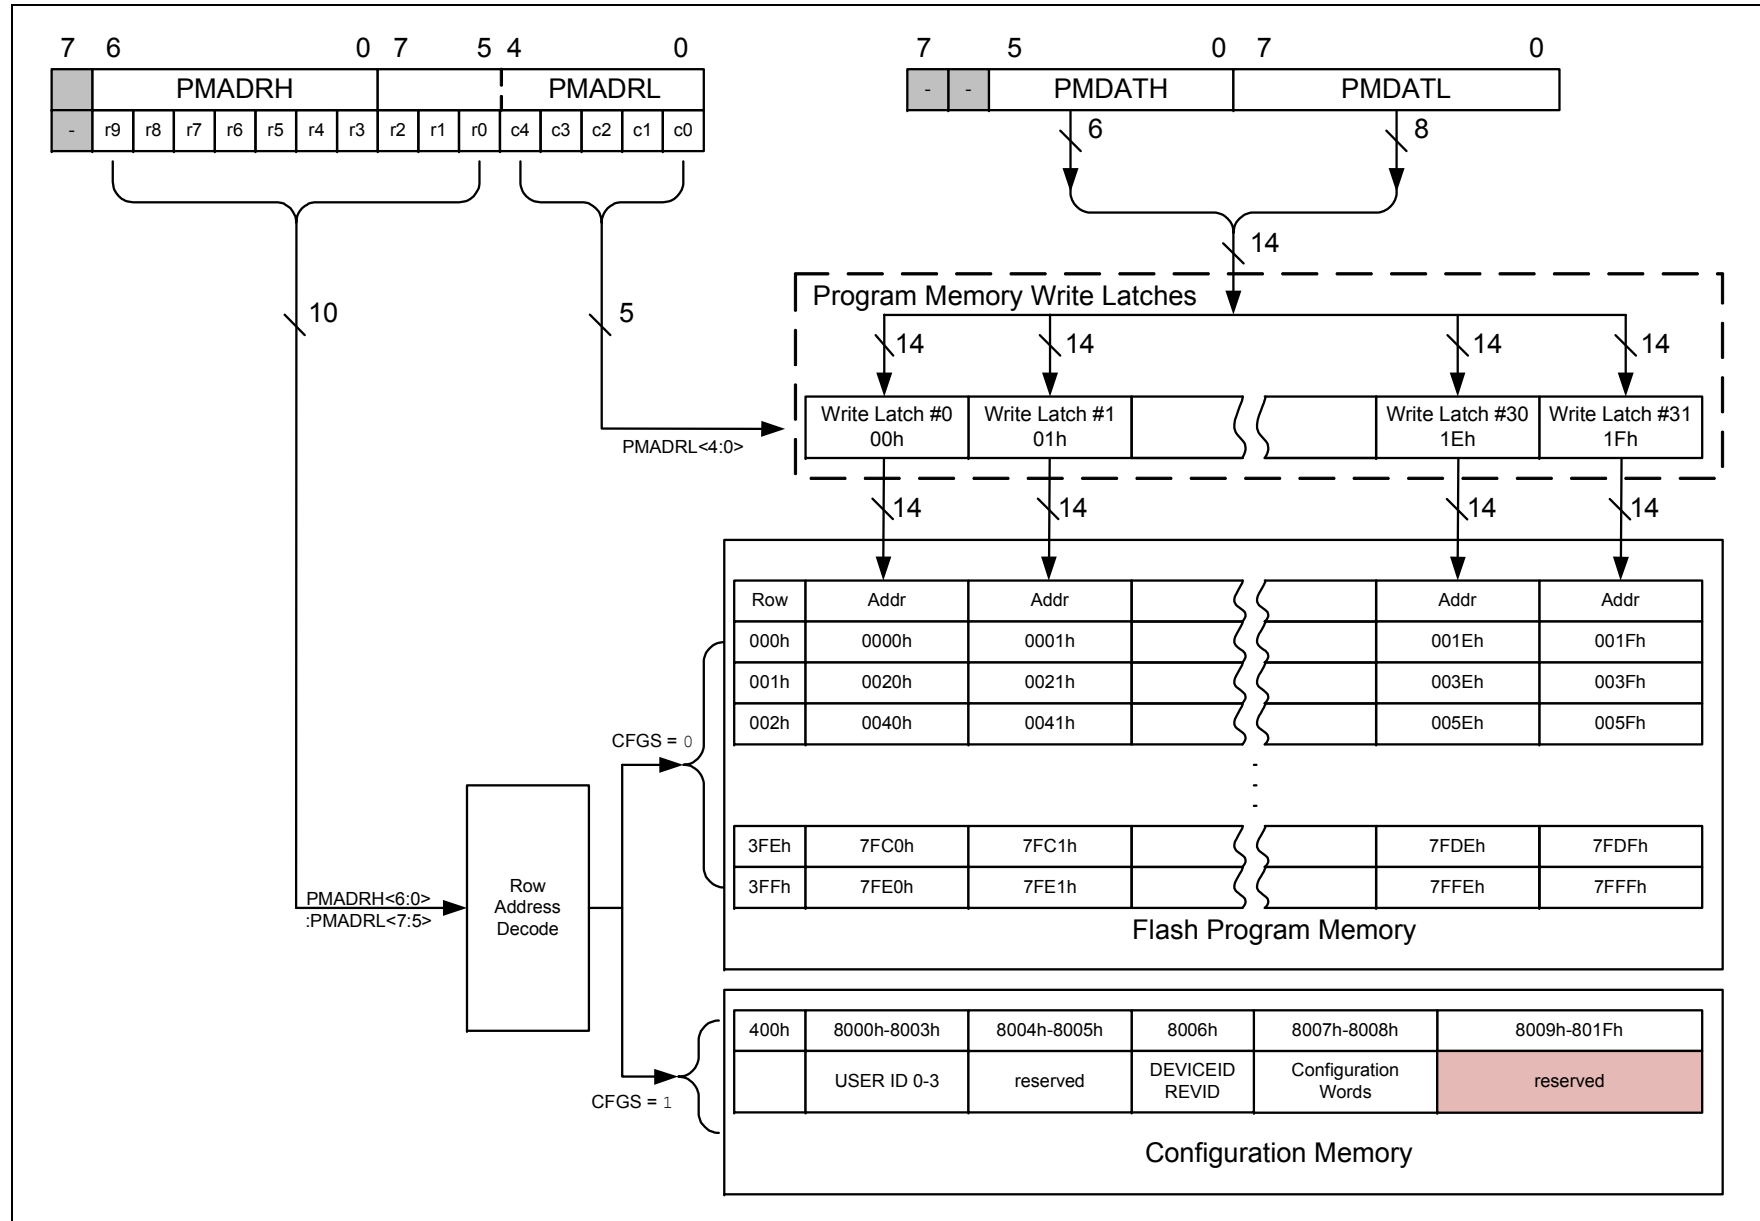 7 6 0 7 5 4 0
PMADRH PMADRL
- r9 r8 r7 r6 r5 r4 r3 r2 r1 r0 c4 c3 c2 c1 c0
7 5 0 7 0
- - PMDATH PMDATL
6 8
14
10 5
Program Memory Write Latches
14 14 14 14
Write Latch #0 Write Latch #1 Write Latch #30 Write Latch #31
00h 01h 1Eh 1Fh
PMADRL<4:0>
14 14 14 14
Row Addr Addr Addr Addr
000h 0000h 0001h 001Eh 001Fh
001h 0020h 0021h 003Eh 003Fh
002h 0040h 0041h 005Eh 005Fh
CFGS = 0
3FEh 7FC0h 7FC1h 7FDEh 7FDFh
3FFh 7FE0h 7FE1h 7FFEh 7FFFh
Flash Program Memory
PMADRH<6:0>
:PMADRL<7:5>
Row
Address
Decode
400h 8000h-8003h 8004h-8005h 8006h 8007h-8008h 8009h-801Fh
USER ID 0-3 reserved DEVICEID Configuration reserved
REVID Words
CFGS = 1
Configuration Memory